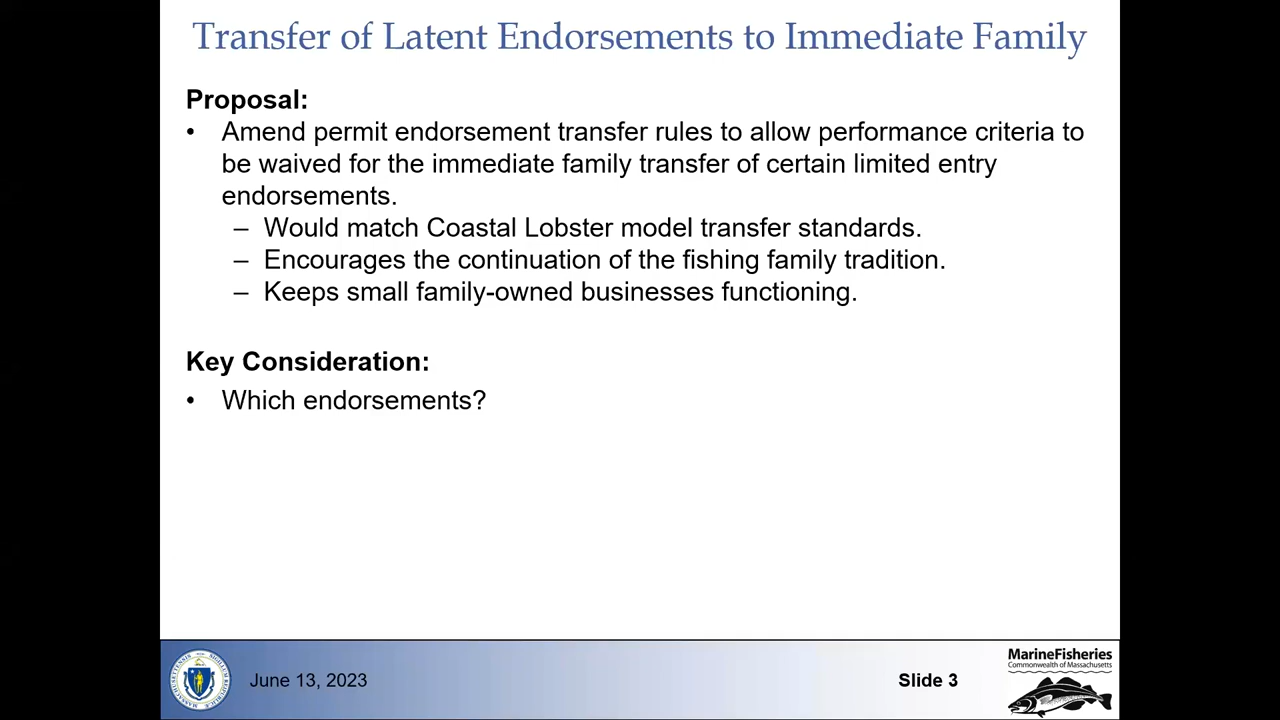 Transfer of Latent Endorsements to Immediate Family
Proposal:
• Amend permit endorsement transfer rules to allow performance criteria to
be waived for the immediate family transfer of certain limited entry
endorsements.
– Would match Coastal Lobster model transfer standards.
– Encourages the continuation of the fishing family tradition.
– Keeps small family-owned businesses functioning.
Key Consideration:
• Which endorsements?
June 13, 2023
Slide 3
MarineFisheries
Commonwealth of Massachusetts